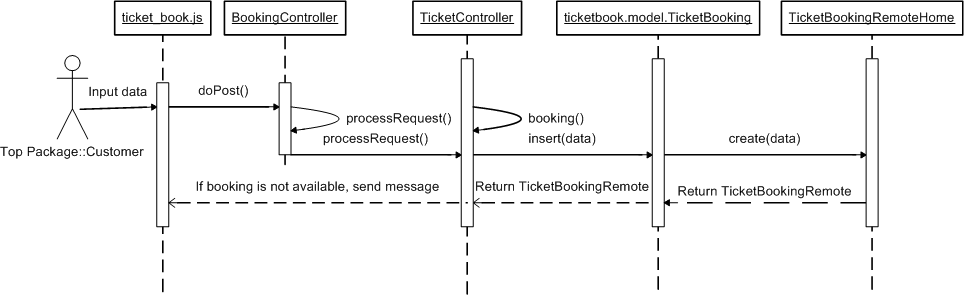 ticket_book.js
BookingController
TicketController
ticketbook.model.TicketBooking
TicketBookingRemoteHome
Input data
doPost()
processRequest()
booking()
processRequest()
insert(data)
create(data)
Top Package::Customer
If booking is not available, send message
Return TicketBookingRemote
Return TicketBookingRemote